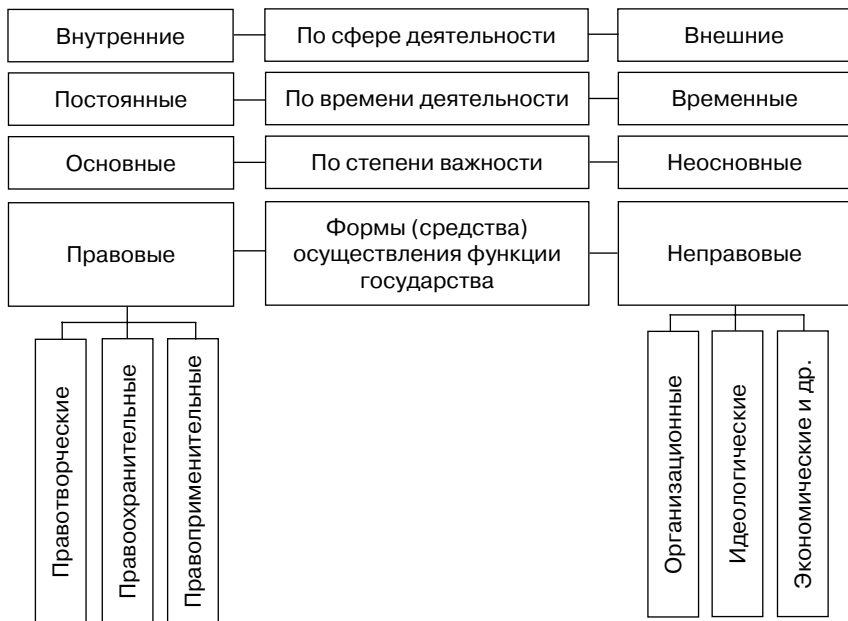 Внутренние
По сфере деятельности
Внешние
Постоянные
По времени деятельности
Временные
Основные
По степени важности
Неосновные
Правовые
Формы (средства)
осуществления функции
государства
Неправовые
Правотворческие
Правоохранительные
Правоприменительные
Организационные
Идеологические
Экономические и др.